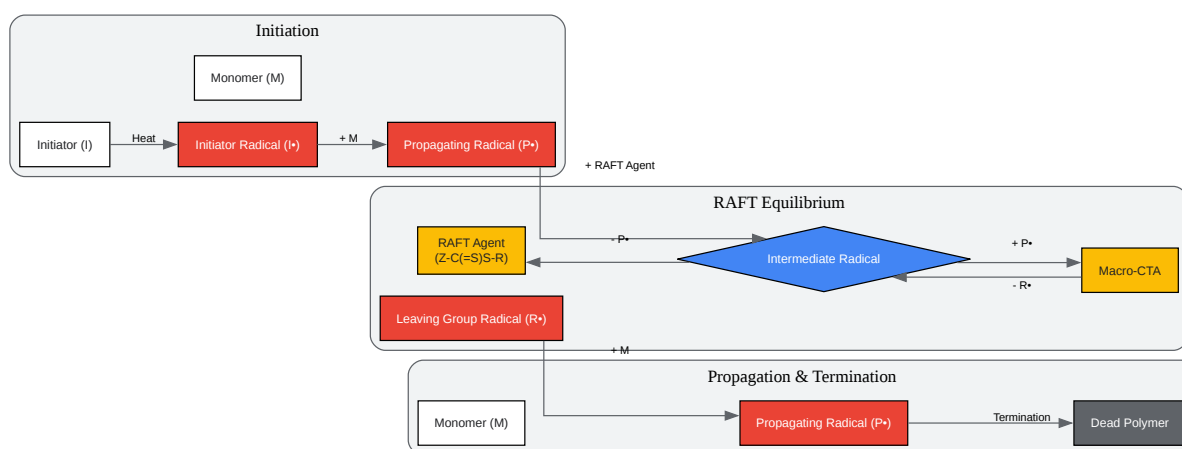 Initiation
Monomer (M)
Initiator (I)
Heat
Initiator Radical (I•)
+ M
Propagating Radical (P•)
+ RAFT Agent
RAFT Equilibrium
RAFT Agent
(Z-C(=S)S-R)
- P•
Intermediate Radical
+ P•
- R•
Macro-CTA
Leaving Group Radical (R•)
+ M
Propagation & Termination
Monomer (M)
Propagating Radical (P•)
Termination
Dead Polymer